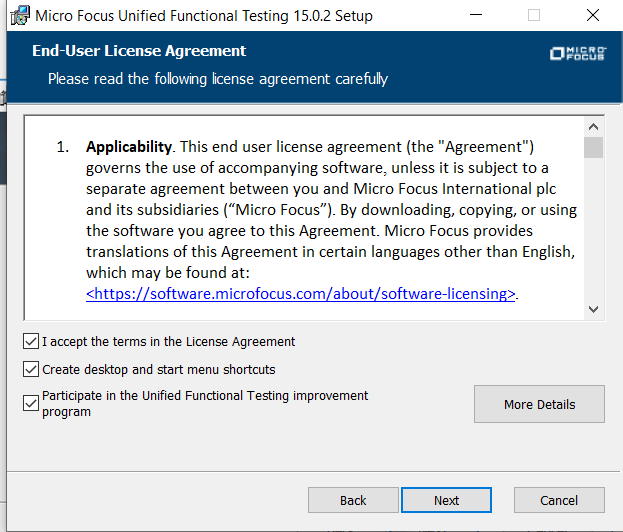 Micro Focus Unified Functional Testing 15.0.2 Setup
End-User License Agreement
MICRO
FOCUS
Please read the following license agreement carefully
1. Applicability. This end user license agreement (the "Agreement")
governs the use of accompanying software, unless it is subject to a
separate agreement between you and Micro Focus International plc
and its subsidiaries (“Micro Focus”). By downloading, copying, or using
the software you agree to this Agreement. Micro Focus provides
translations of this Agreement in certain languages other than English,
which may be found at:
<https://software.microfocus.com/about/software-licensing>.
I accept the terms in the License Agreement
Create desktop and start menu shortcuts
Participate in the Unified Functional Testing improvement
program
More Details
Back
Next
Cancel